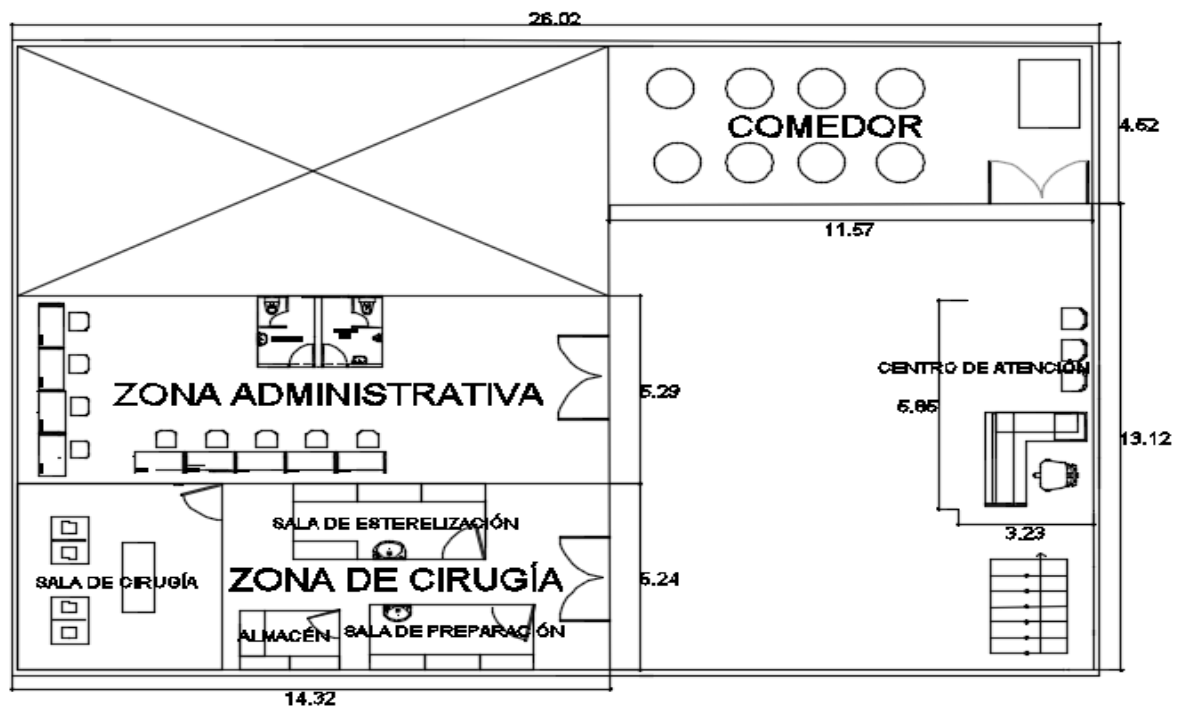 26.02
COMEDOR
4.52
11.57
ZONA ADMINISTRATIVA
5.29
CENTRO DE ATENCIÓN
5.85
13.12
SALA DE ESTERELIZACIÓN
3.23
SALA DE CIRUGÍA
ZONA DE CIRUGÍA
5.24
ALMACÉN
SALA DE PREPARACIÓN
14.32